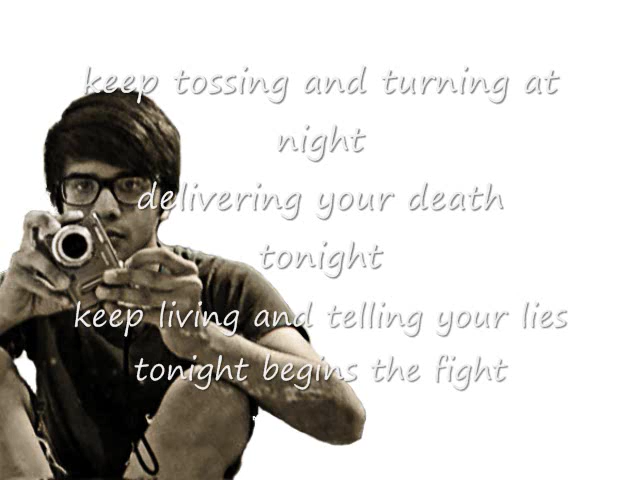 keep tossing and turning at
night
delivering your death
tonight
keep living and telling your lies
tonight begins the fight